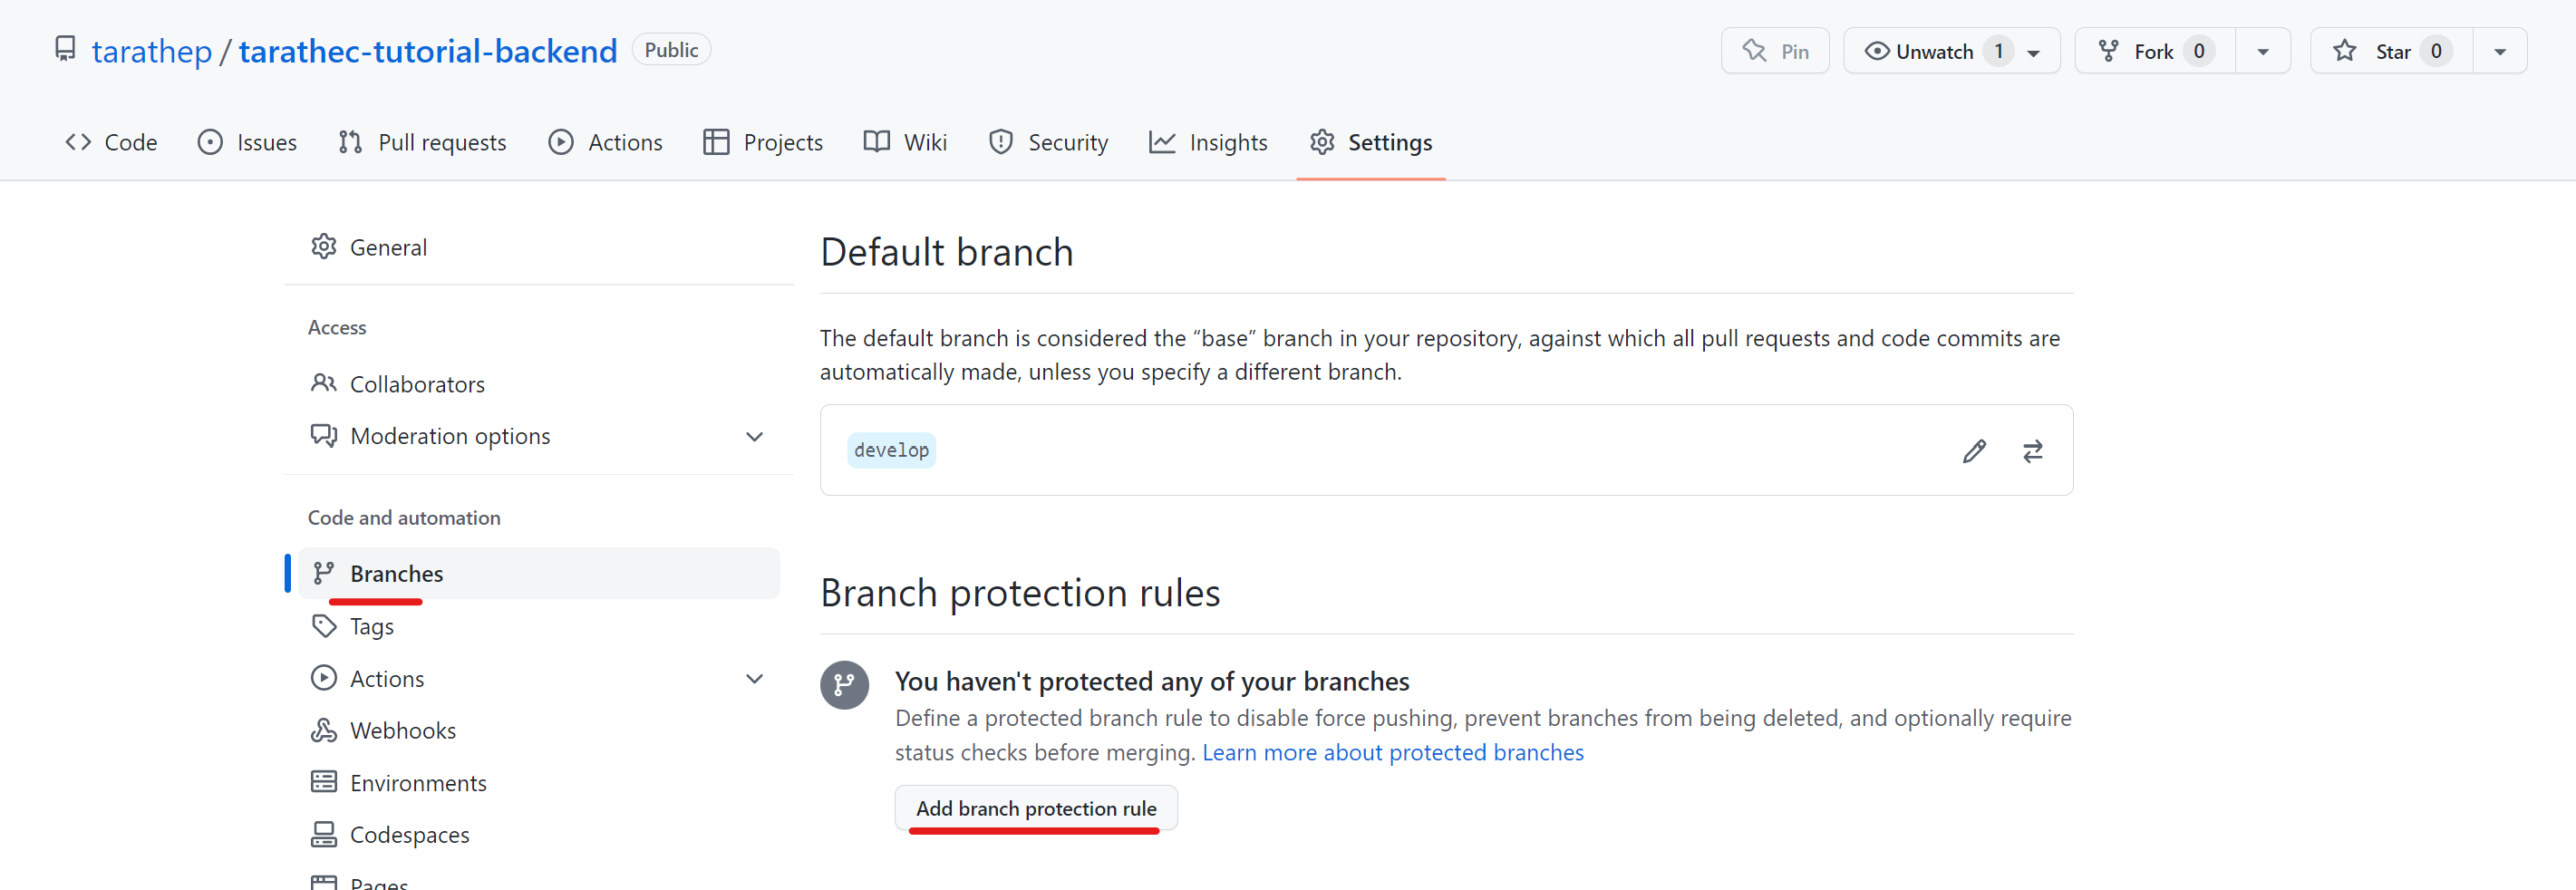 tarathep / tarathec-tutorial-backend Public
Pin
Unwatch 1
Fork 0
Star 0
Code
Issues
Pull requests
Actions
Projects
Wiki
Security
Insights
Settings
General
Access
Collaborators
Moderation options
Code and automation
Branches
Tags
Actions
Webhooks
Environments
Codespaces
Pages
Default branch
The default branch is considered the “base” branch in your repository, against which all pull requests and code commits are
automatically made, unless you specify a different branch.
develop
Branch protection rules
You haven't protected any of your branches
Define a protected branch rule to disable force pushing, prevent branches from being deleted, and optionally require
status checks before merging. Learn more about protected branches
Add branch protection rule